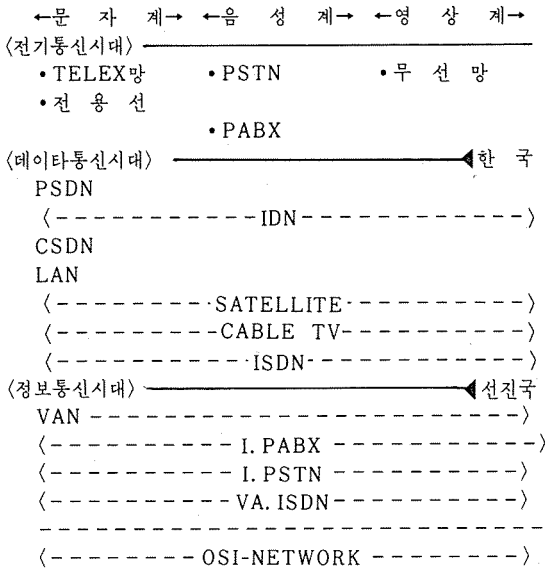 ←문 자 계→ ←음 성 계→ ←영 상 계→
〈전기통신시대〉
• TELEX망 • PSTN • 무 선 망
• 전 용 선
• PABX
〈데이타통신시대〉 한 국
PSDN
〈------------IDN------------〉
CSDN
LAN
〈---------SATELLITE----------〉
〈---------CABLE TV----------〉
〈-----------ISDN-----------〉
〈정보통신시대〉 선진국
VAN -----------------------〉
〈---------- I.PABX -----------〉
〈---------- I.PSTN ----------〉
〈--------- VA.ISDN----------〉
〈-------- OSI-NETWORK --------〉